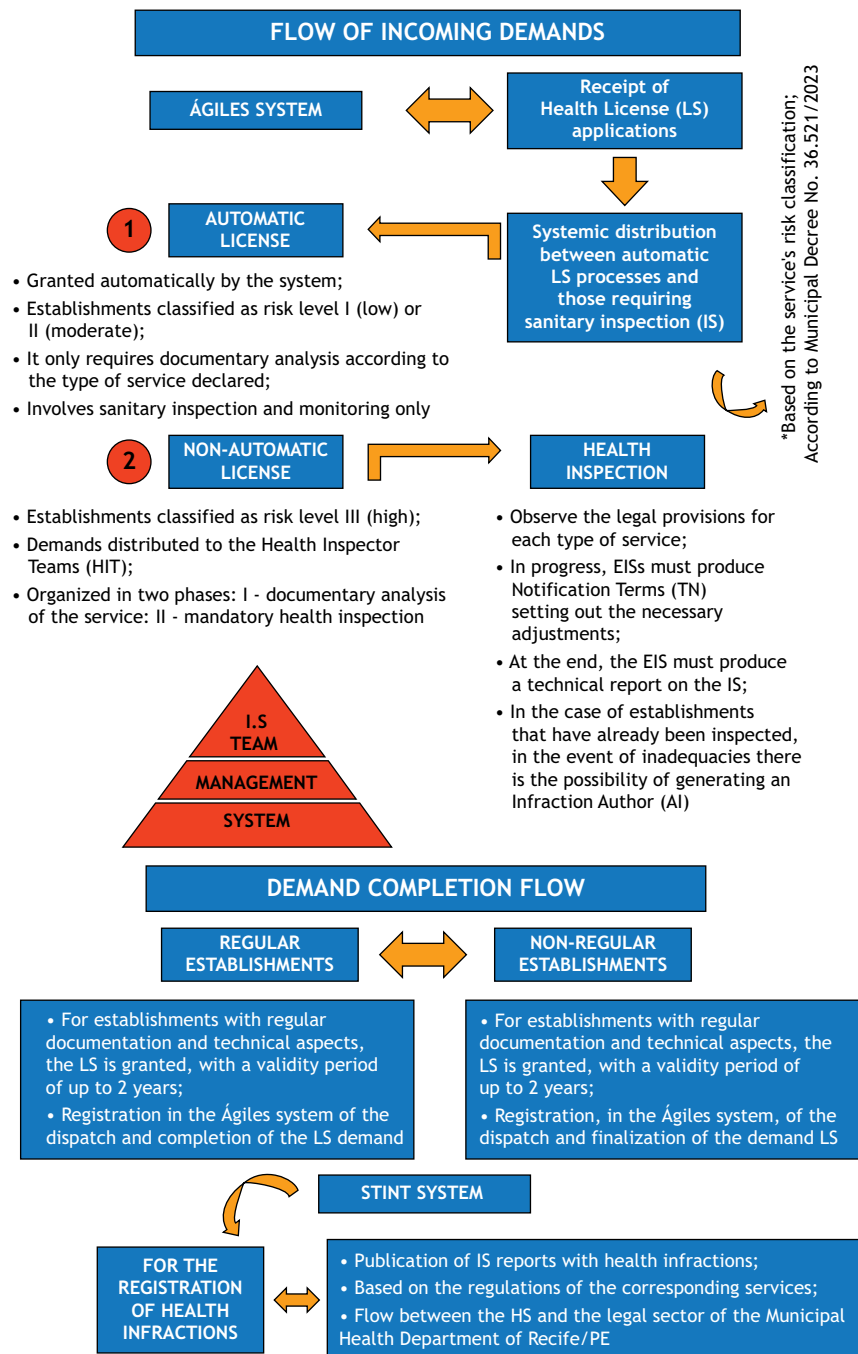 FLOW OF INCOMING DEMANDS
ÁGILES SYSTEM
Receipt of
Health License (LS)
applications
*Based on the service's risk classification;
According to Municipal Decree No. 36.521/2023
1
AUTOMATIC
LICENSE
Systemic distribution
between automatic
LS processes and
those requiring
sanitary inspection (IS)
• Granted automatically by the system;
• Establishments classified as risk level I (low) or
II (moderate);
• It only requires documentary analysis according to
the type of service declared;
• Involves sanitary inspection and monitoring only
2
NON-AUTOMATIC
LICENSE
HEALTH
INSPECTION
• Establishments classified as risk level III (high);
• Demands distributed to the Health Inspector
Teams (HIT);
• Organized in two phases: I - documentary analysis
of the service: II - mandatory health inspection
• Observe the legal provisions for
each type of service;
• In progress, EISs must produce
Notification Terms (TN)
setting out the necessary
adjustments;
• At the end, the EIS must produce
a technical report on the IS;
• In the case of establishments
that have already been inspected,
in the event of inadequacies there
is the possibility of generating an
Infraction Author (AI)
I.S
TEAM
MANAGEMENT
SYSTEM
DEMAND COMPLETION FLOW
REGULAR
ESTABLISHMENTS
NON-REGULAR
ESTABLISHMENTS
• For establishments with regular
documentation and technical aspects,
the LS is granted, with a validity period
of up to 2 years;
• Registration in the Ágiles system of the
dispatch and completion of the LS demand
• For establishments with regular
documentation and technical aspects, the
LS is granted, with a validity period of
up to 2 years;
• Registration, in the Ágiles system, of the
dispatch and finalization of the demand LS
STINT SYSTEM
FOR THE
REGISTRATION
OF HEALTH
INFRACTIONS
• Publication of IS reports with health infractions;
• Based on the regulations of the corresponding services;
• Flow between the HS and the legal sector of the Municipal
Health Department of Recife/PE